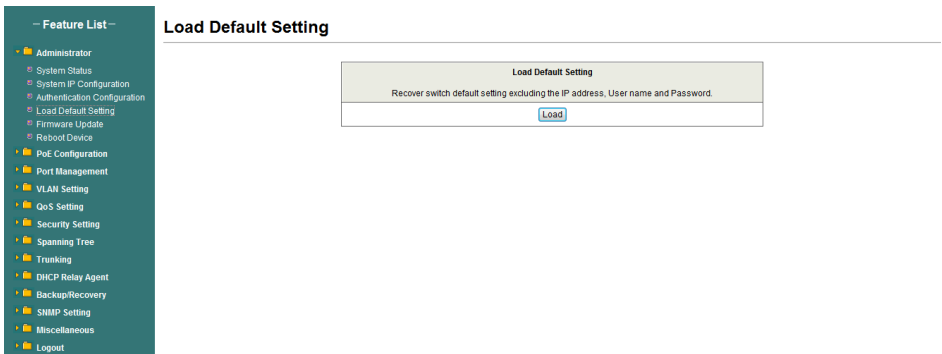 — Feature List —
Administrator
System Status
System IP Configuration
Authentication Configuration
Load Default Setting
Firmware Update
Reboot Device
PoE Configuration
Port Management
VLAN Setting
QoS Setting
Security Setting
Spanning Tree
Trunking
DHCP Relay Agent
Backup/Recovery
SNMP Setting
Miscellaneous
Logout
Load Default Setting
Load Default Setting
Recover switch default setting excluding the IP address, User name and Password.
Load